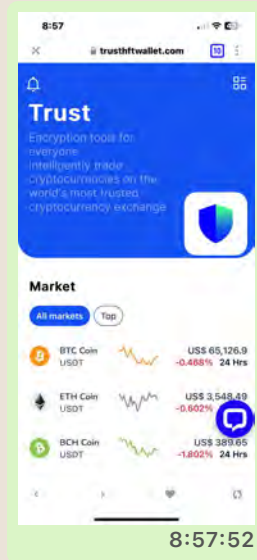 8:57
trusthftwallet.com
10
Trust
Encryption tools for
everyone
Intelligently trade
cryptocurrencies on the
world's most trusted
cryptocurrency exchange
Market
All markets Top
BTC Coin US$ 65,126.9
USDT -0.468% 24 Hrs
ETH Coin US$ 3,548.49
USDT -0.602%
BCH Coin US$ 389.65
USDT -1.802% 24 Hrs
8:57:52